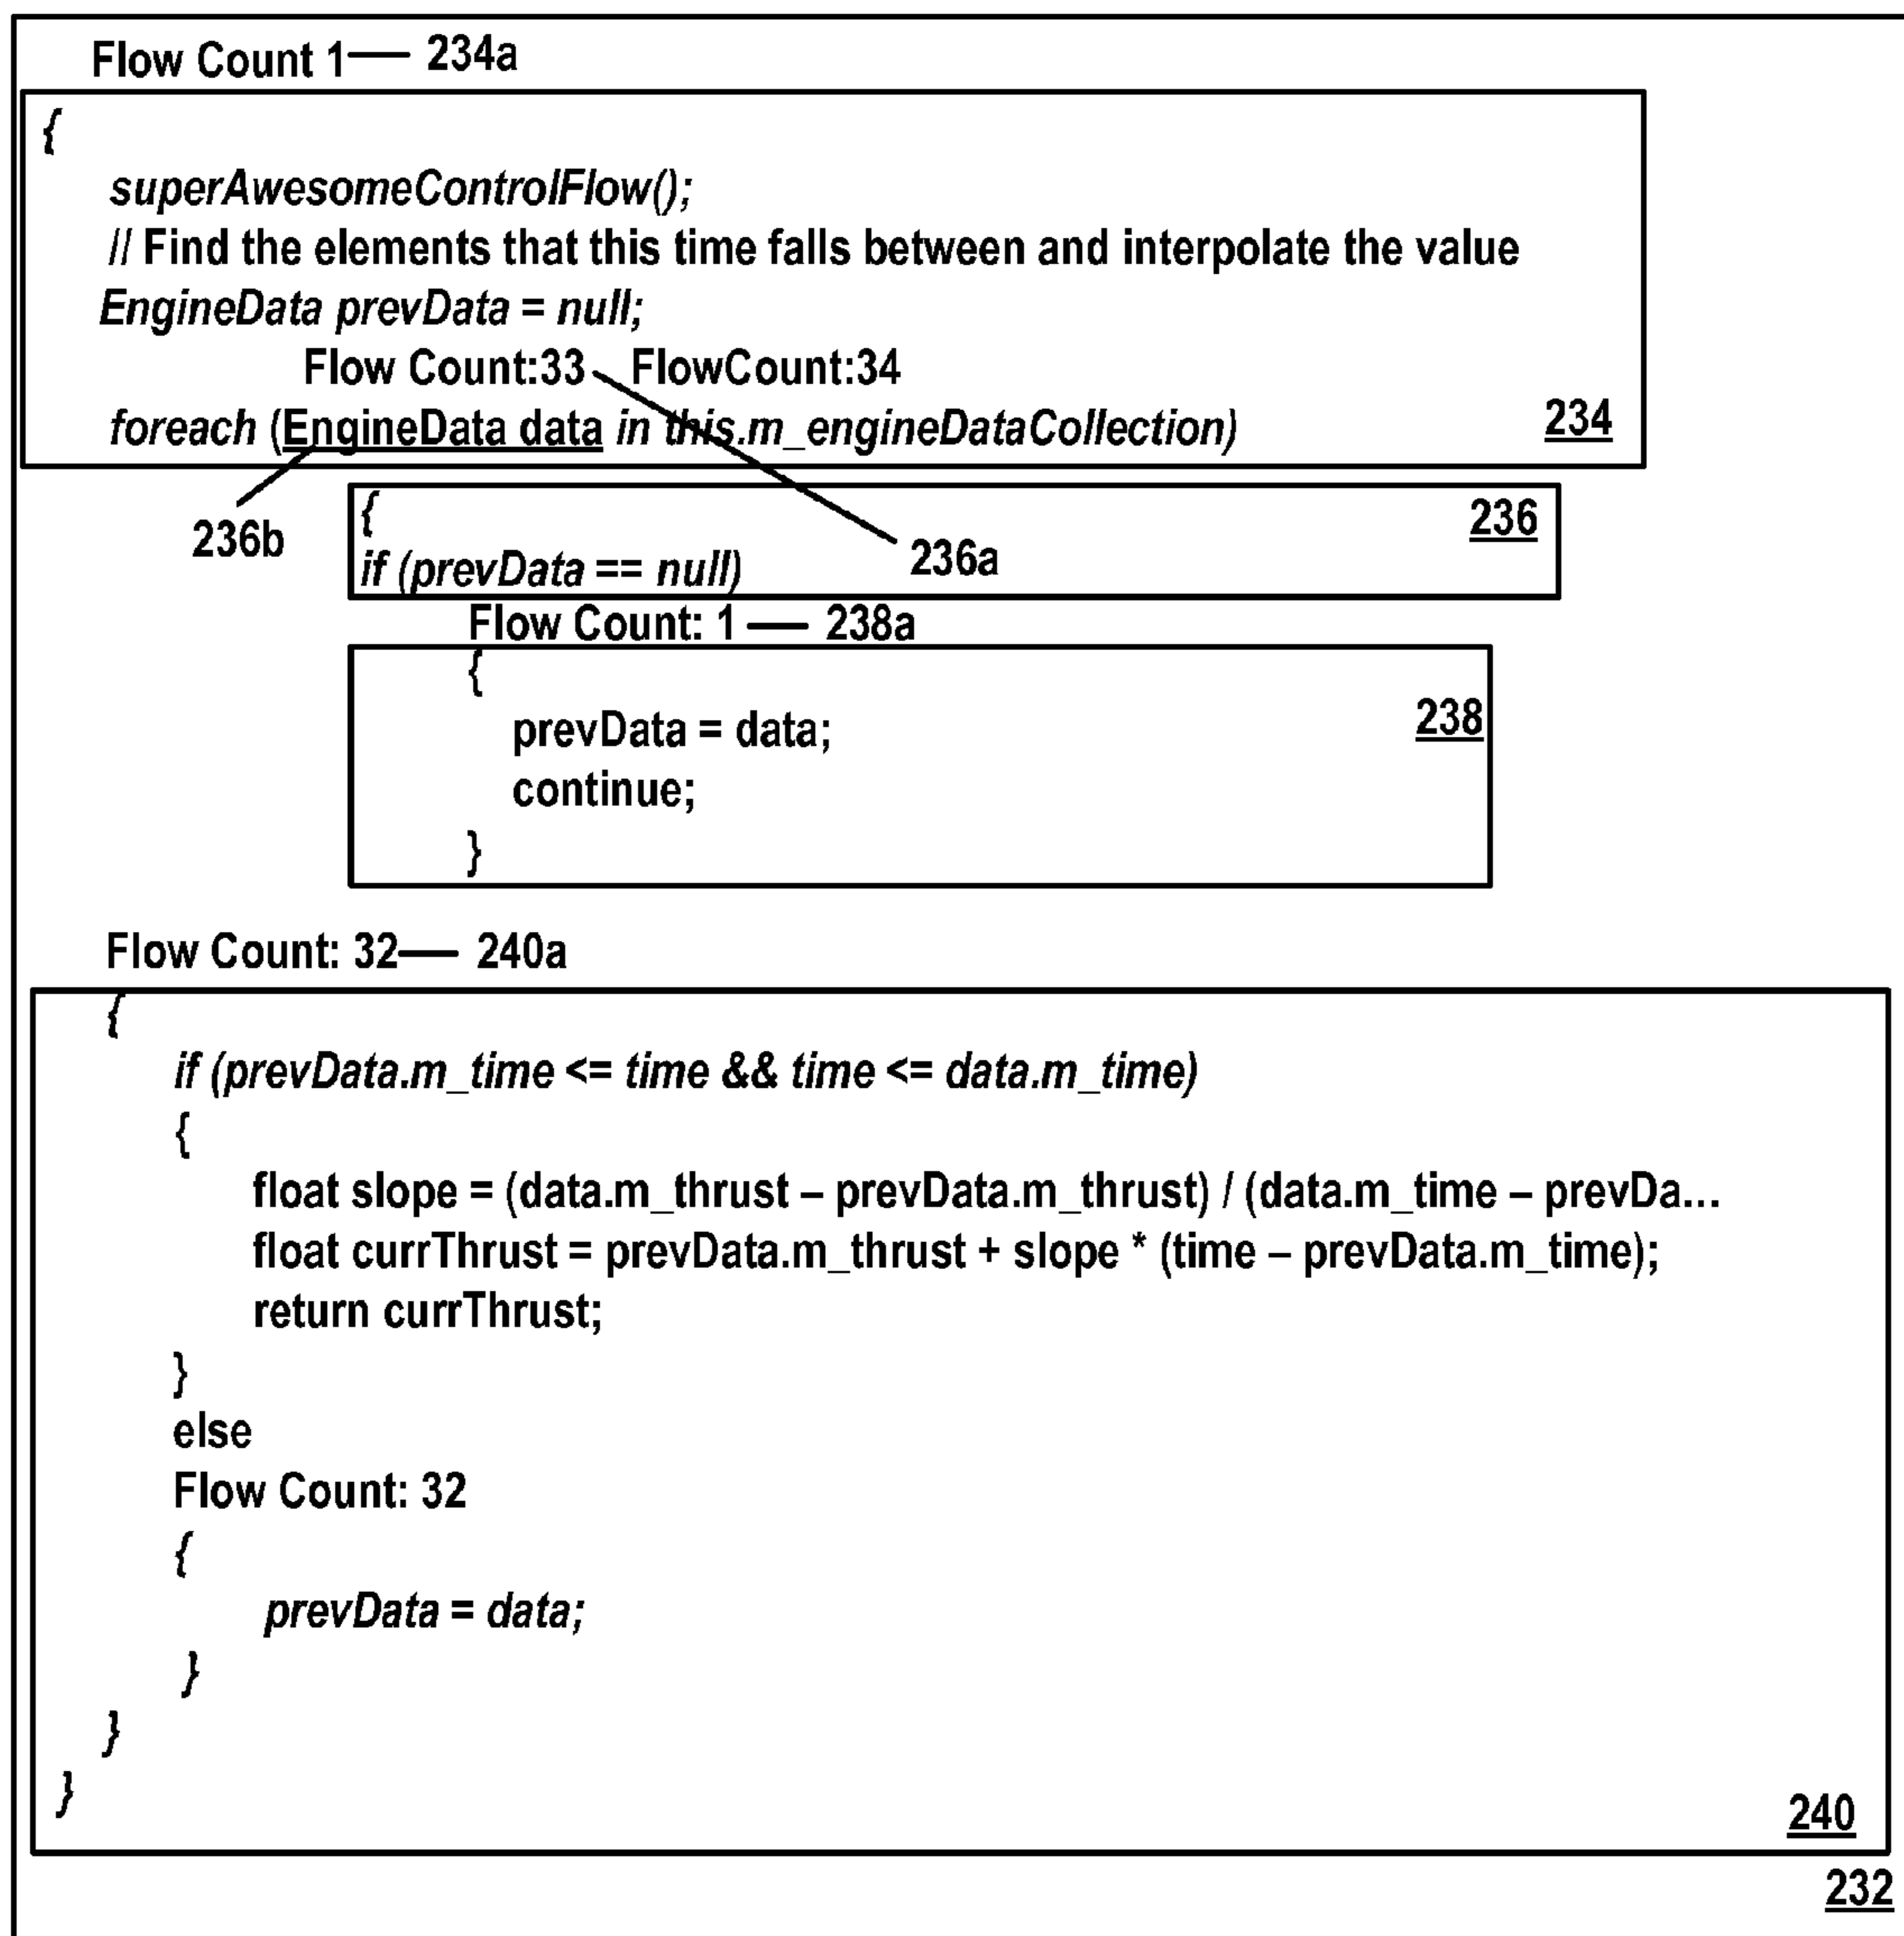 Flow Count 1 234a
{
superAwesomeControlFlow();
// Find the elements that this time falls between and interpolate the value
EngineData prevData = null;
Flow Count:33 FlowCount:34
foreach (EngineData data in this.m_engineDataCollection) 234
236b
{ 236
if (prevData == null) 236a
Flow Count: 1 238a
{
prevData = data; 238
continue;
}
Flow Count: 32 240a
{
if (prevData.m_time <= time && time <= data.m_time)
{
float slope = (data.m_thrust – prevData.m_thrust) / (data.m_time – prevDa...
float currThrust = prevData.m_thrust + slope * (time – prevData.m_time);
return currThrust;
}
else
Flow Count: 32
{
prevData = data;
}
}
}
240
232